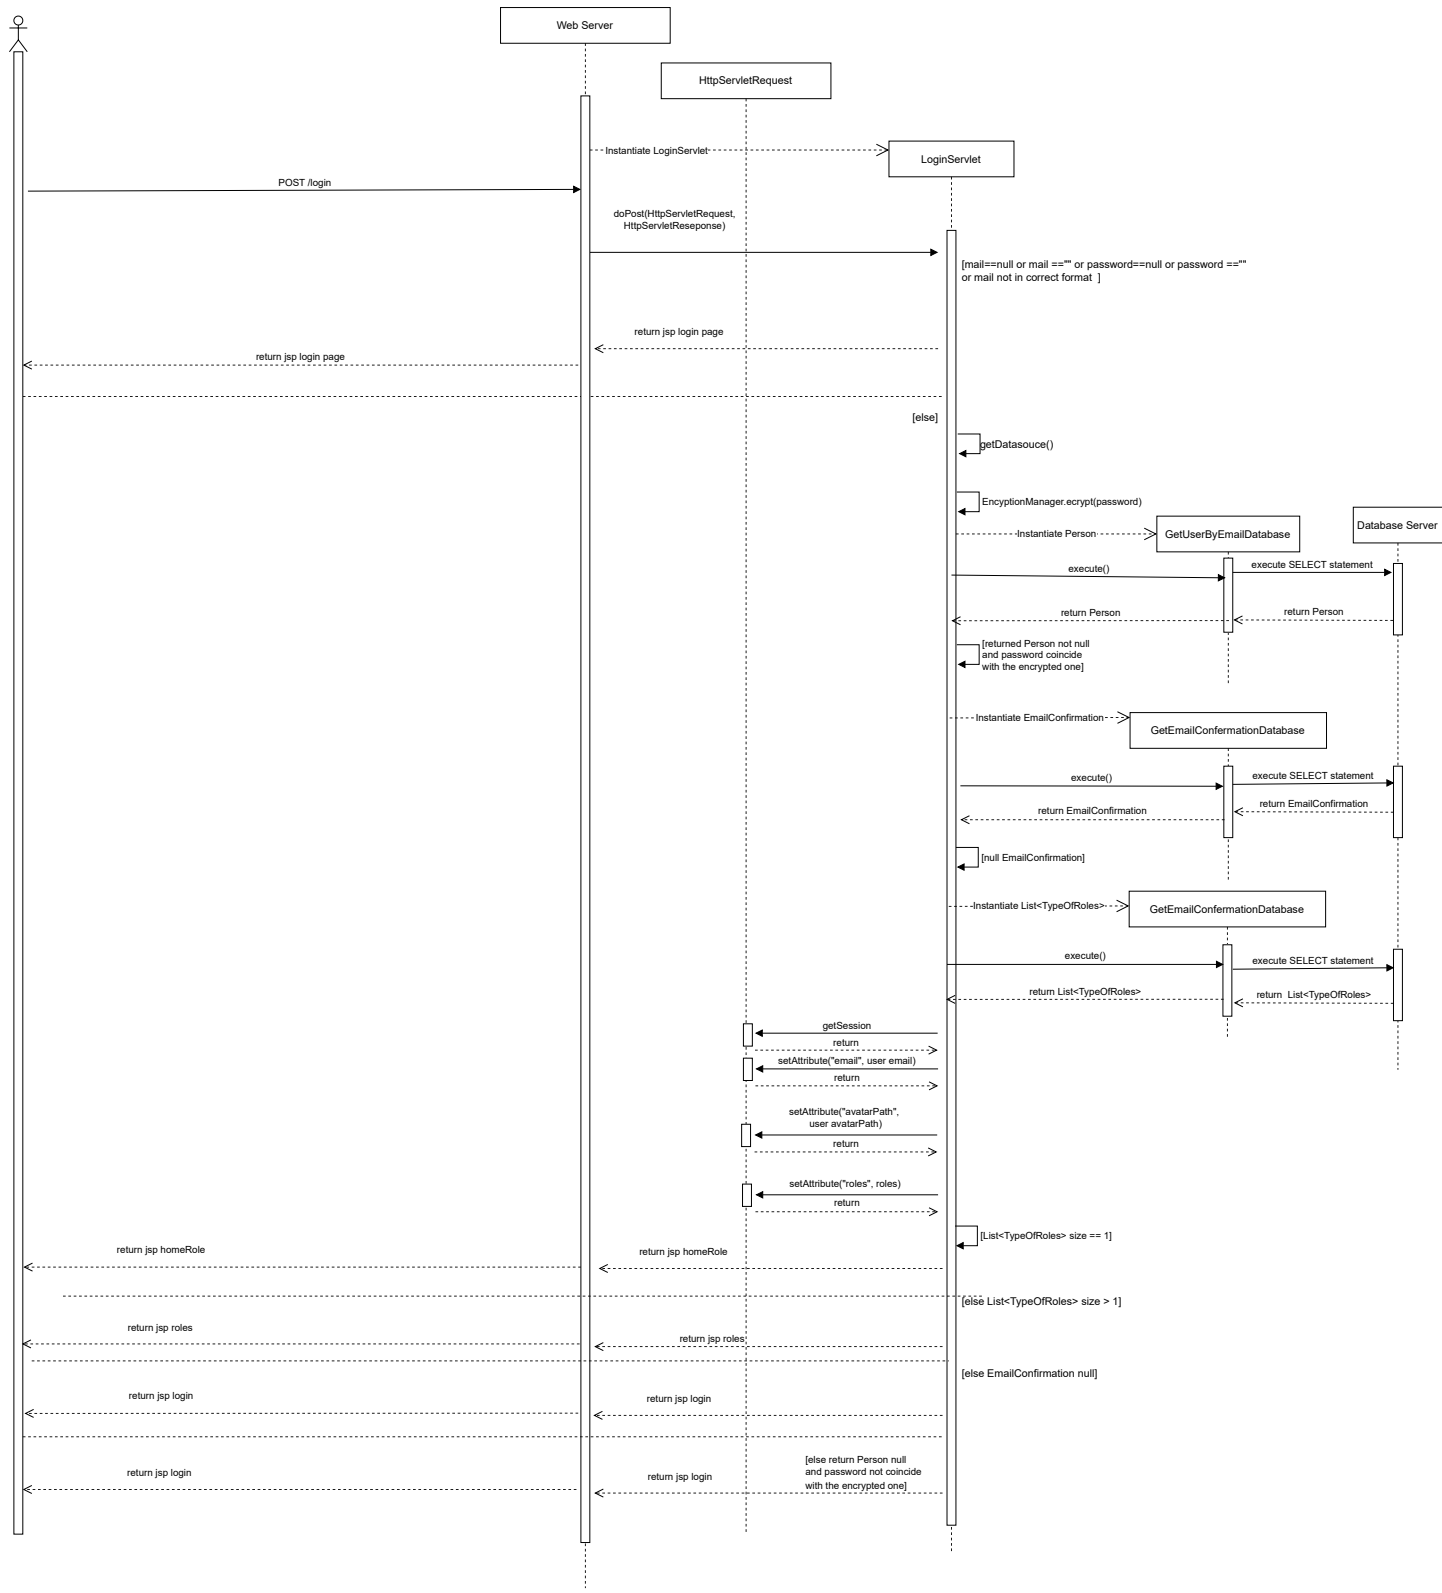 Web Server
HttpServletRequest
Instantiate LoginServlet
LoginServlet
POST /login
doPost(HttpServletRequest,
HttpServletReseponse)
[mail==null or mail =="" or password==null or password ==""
or mail not in correct format  ]
return jsp login page
return jsp login page
[else]
getDatasouce()
EncyptionManager.ecrypt(password)
Instantiate Person
GetUserByEmailDatabase
Database Server
execute()
execute SELECT statement
return Person
return Person
[returned Person not null
and password coincide
with the encrypted one]
Instantiate EmailConfirmation
GetEmailConfermationDatabase
execute()
execute SELECT statement
return EmailConfirmation
return EmailConfirmation
[null EmailConfirmation]
Instantiate List<TypeOfRoles>
GetEmailConfermationDatabase
execute()
execute SELECT statement
return List<TypeOfRoles>
return  List<TypeOfRoles>
getSession
return
setAttribute("email", user email)
return
setAttribute("avatarPath",
user avatarPath)
return
setAttribute("roles", roles)
return
[List<TypeOfRoles> size == 1]
return jsp homeRole
return jsp homeRole
[else List<TypeOfRoles> size > 1]
return jsp roles
return jsp roles
[else EmailConfirmation null]
return jsp login
return jsp login
[else return Person null
and password not coincide
with the encrypted one]
return jsp login
return jsp login